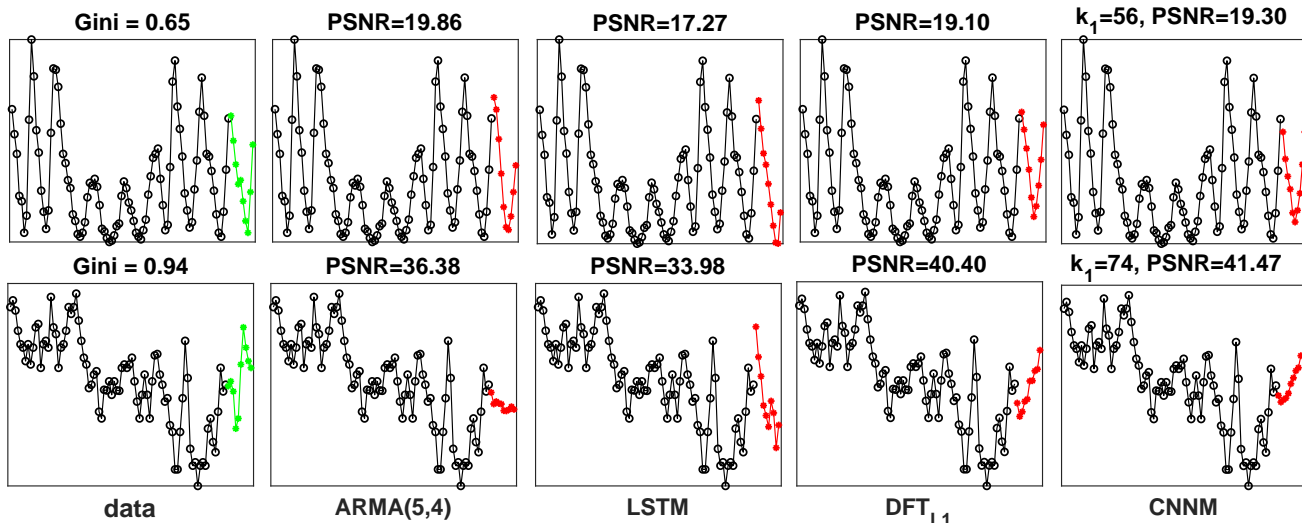 Gini = 0.65
PSNR=19.86
PSNR=17.27
PSNR=19.10
k₁=56, PSNR=19.30
Gini = 0.94
PSNR=36.38
PSNR=33.98
PSNR=40.40
k₁=74, PSNR=41.47
data
ARMA(5,4)
LSTM
DFT_L1
CNNM